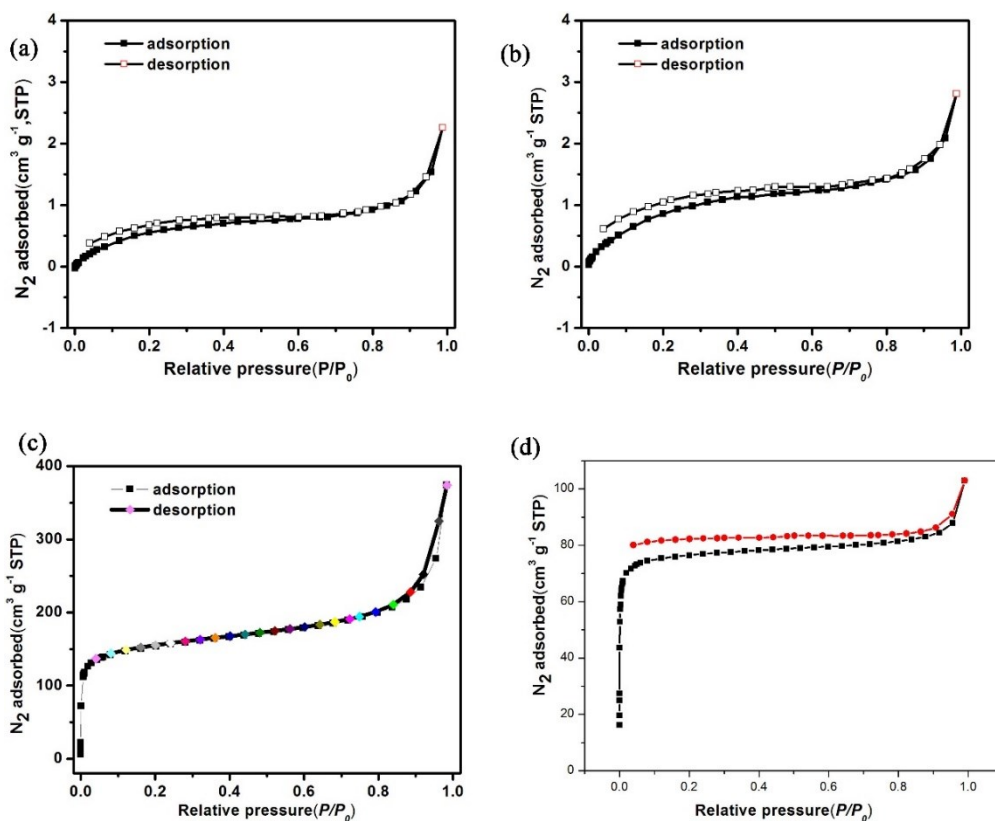 (a)
adsorption
desorption
N2 adsorbed(cm3 g-1,STP)
4
3
2
1
0
-1
0.0 0.2 0.4 0.6 0.8 1.0
Relative pressure(P/P0)
(b)
adsorption
desorption
N2 adsorbed(cm3 g-1 STP)
4
3
2
1
0
-1
0.0 0.2 0.4 0.6 0.8 1.0
Relative pressure(P/P0)
(c)
adsorption
desorption
N2 adsorbed(cm3 g-1 STP)
400
300
200
100
0
0.0 0.2 0.4 0.6 0.8 1.0
Relative pressure(P/P0)
(d)
N2 adsorbed(cm3 g-1 STP)
100
80
60
40
20
0
0.0 0.2 0.4 0.6 0.8 1.0
Relative pressure(P/P0)